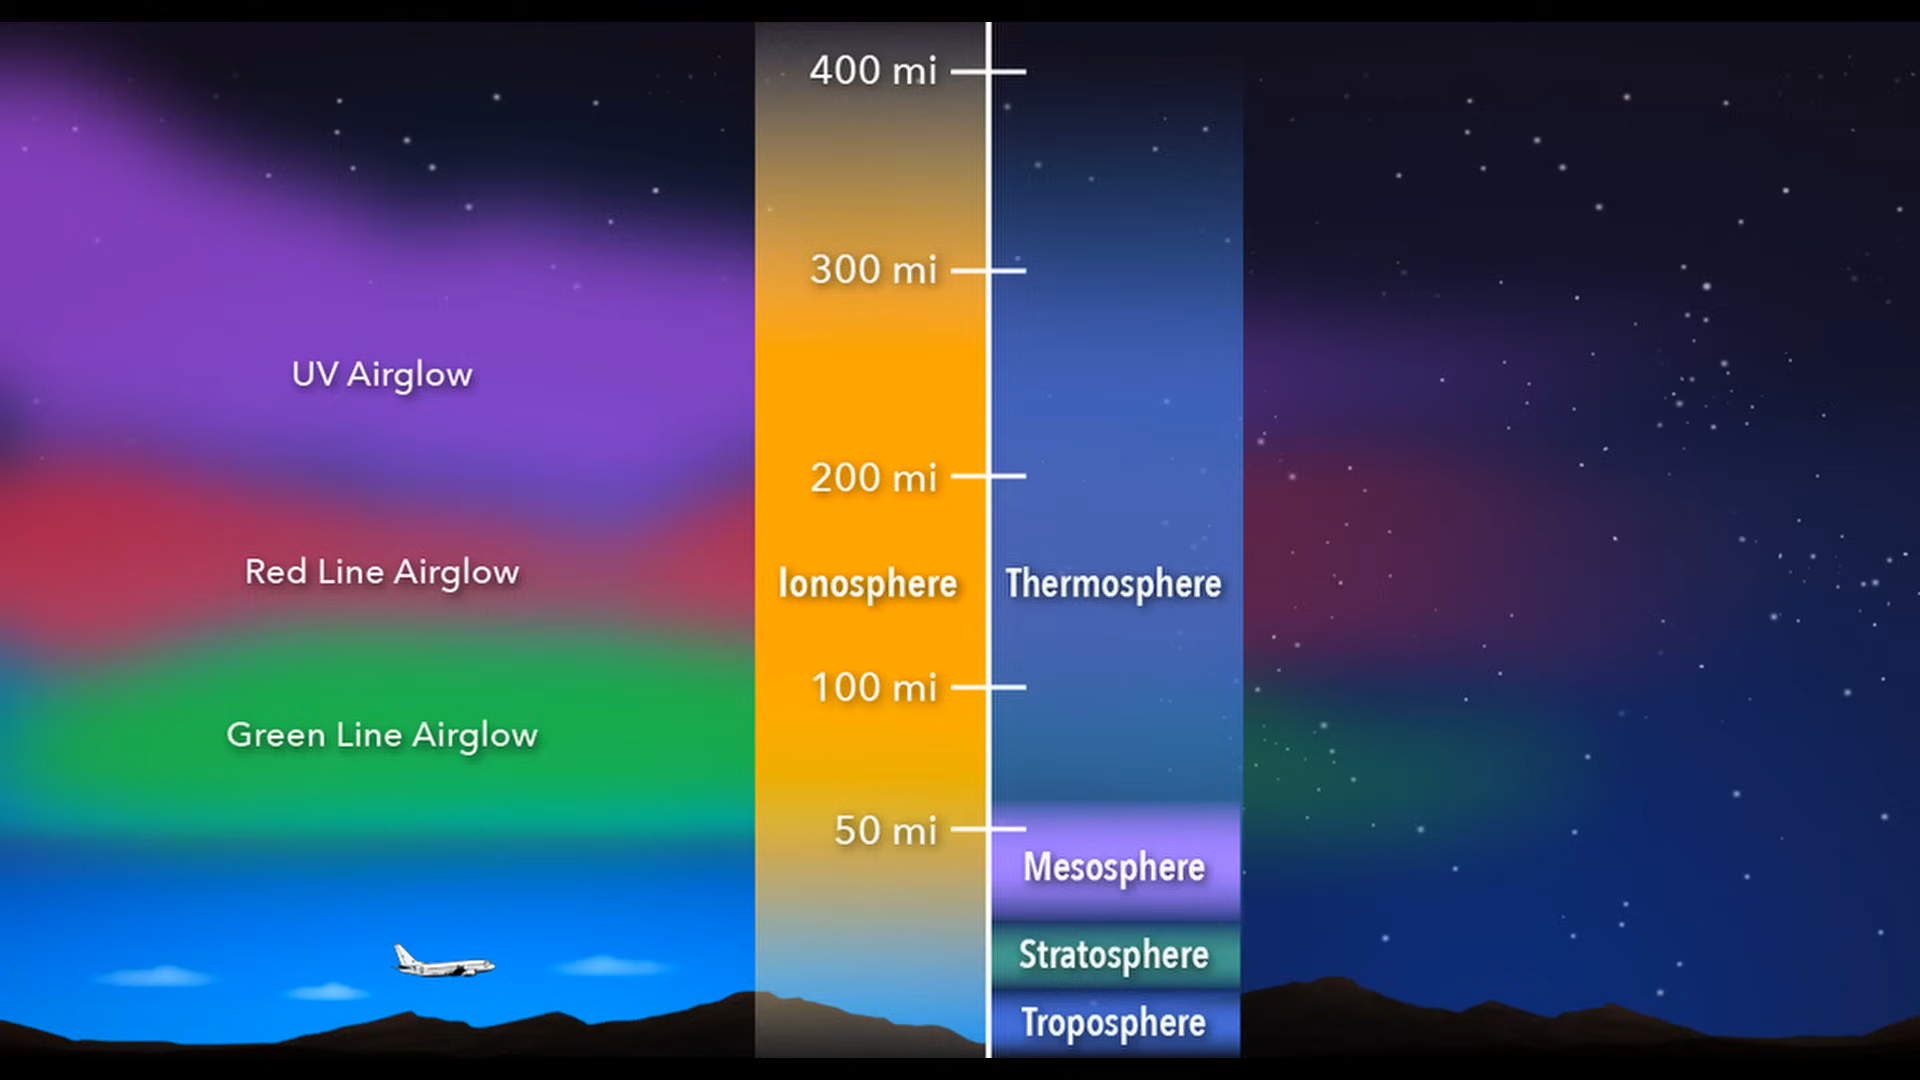 400 mi
300 mi
UV Airglow
200 mi
Red Line Airglow
Ionosphere
Thermosphere
100 mi
Green Line Airglow
50 mi
Mesosphere
Stratosphere
Troposphere